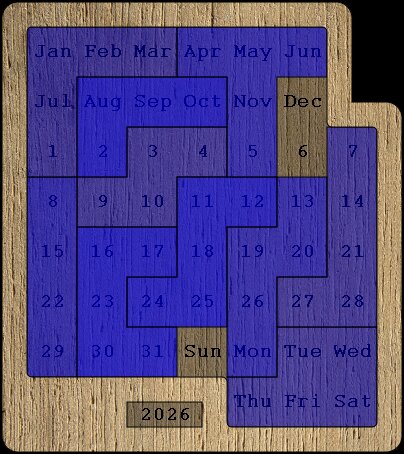 Jan Feb Mar Apr May Jun
Jul Aug Sep Oct Nov Dec
1 2 3 4 5 6 7
8 9 10 11 12 13 14
15 16 17 18 19 20 21
22 23 24 25 26 27 28
29 30 31 Sun Mon Tue Wed
Thu Fri Sat
2026